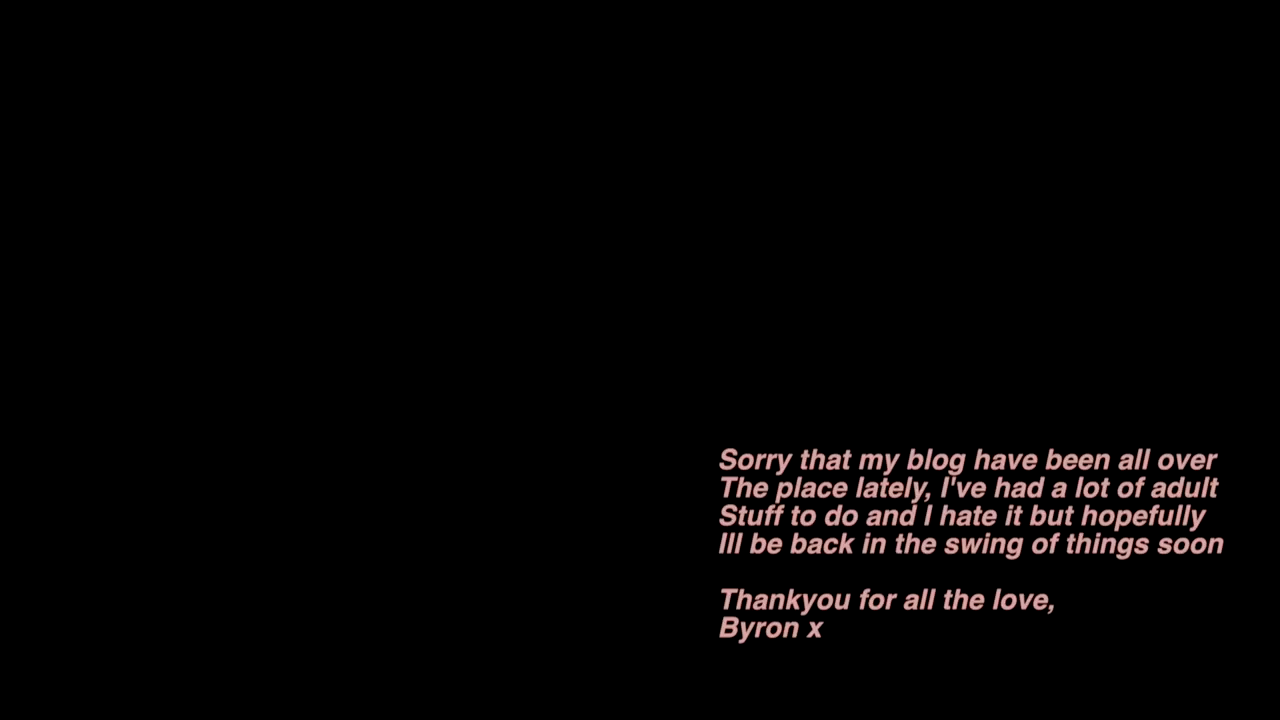 Sorry that my blog have been all over
The place lately, I've had a lot of adult
Stuff to do and I hate it but hopefully
Ill be back in the swing of things soon
Thankyou for all the love,
Byron x